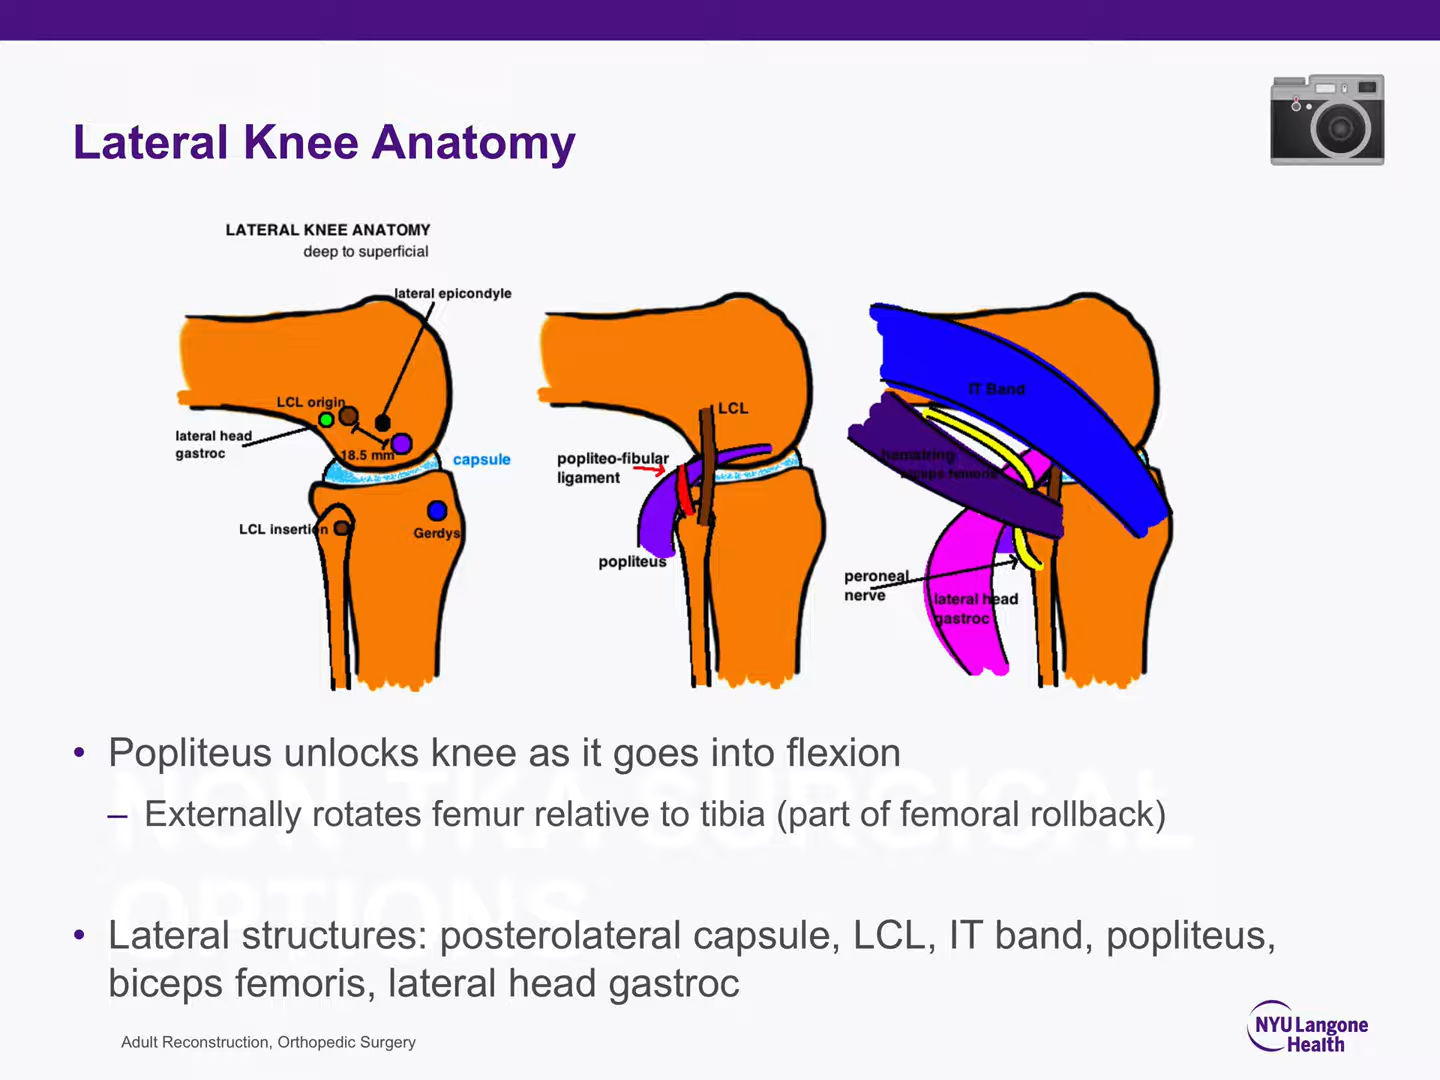 Lateral Knee Anatomy
LATERAL KNEE ANATOMY
deep to superficial
lateral epicondyle
LCL origin
lateral head
gastroc
18.5 mm
capsule
LCL insertion
Gerdys
LCL
popliteo-fibular
ligament
popliteus
IT Band
hamstring
biceps femoris
peroneal
nerve
lateral head
gastroc
• Popliteus unlocks knee as it goes into flexion
– Externally rotates femur relative to tibia (part of femoral rollback)
NON TKA SURGICAL
OPTIONS
• Lateral structures: posterolateral capsule, LCL, IT band, popliteus,
biceps femoris, lateral head gastroc
Adult Reconstruction, Orthopedic Surgery
NYU Langone
Health